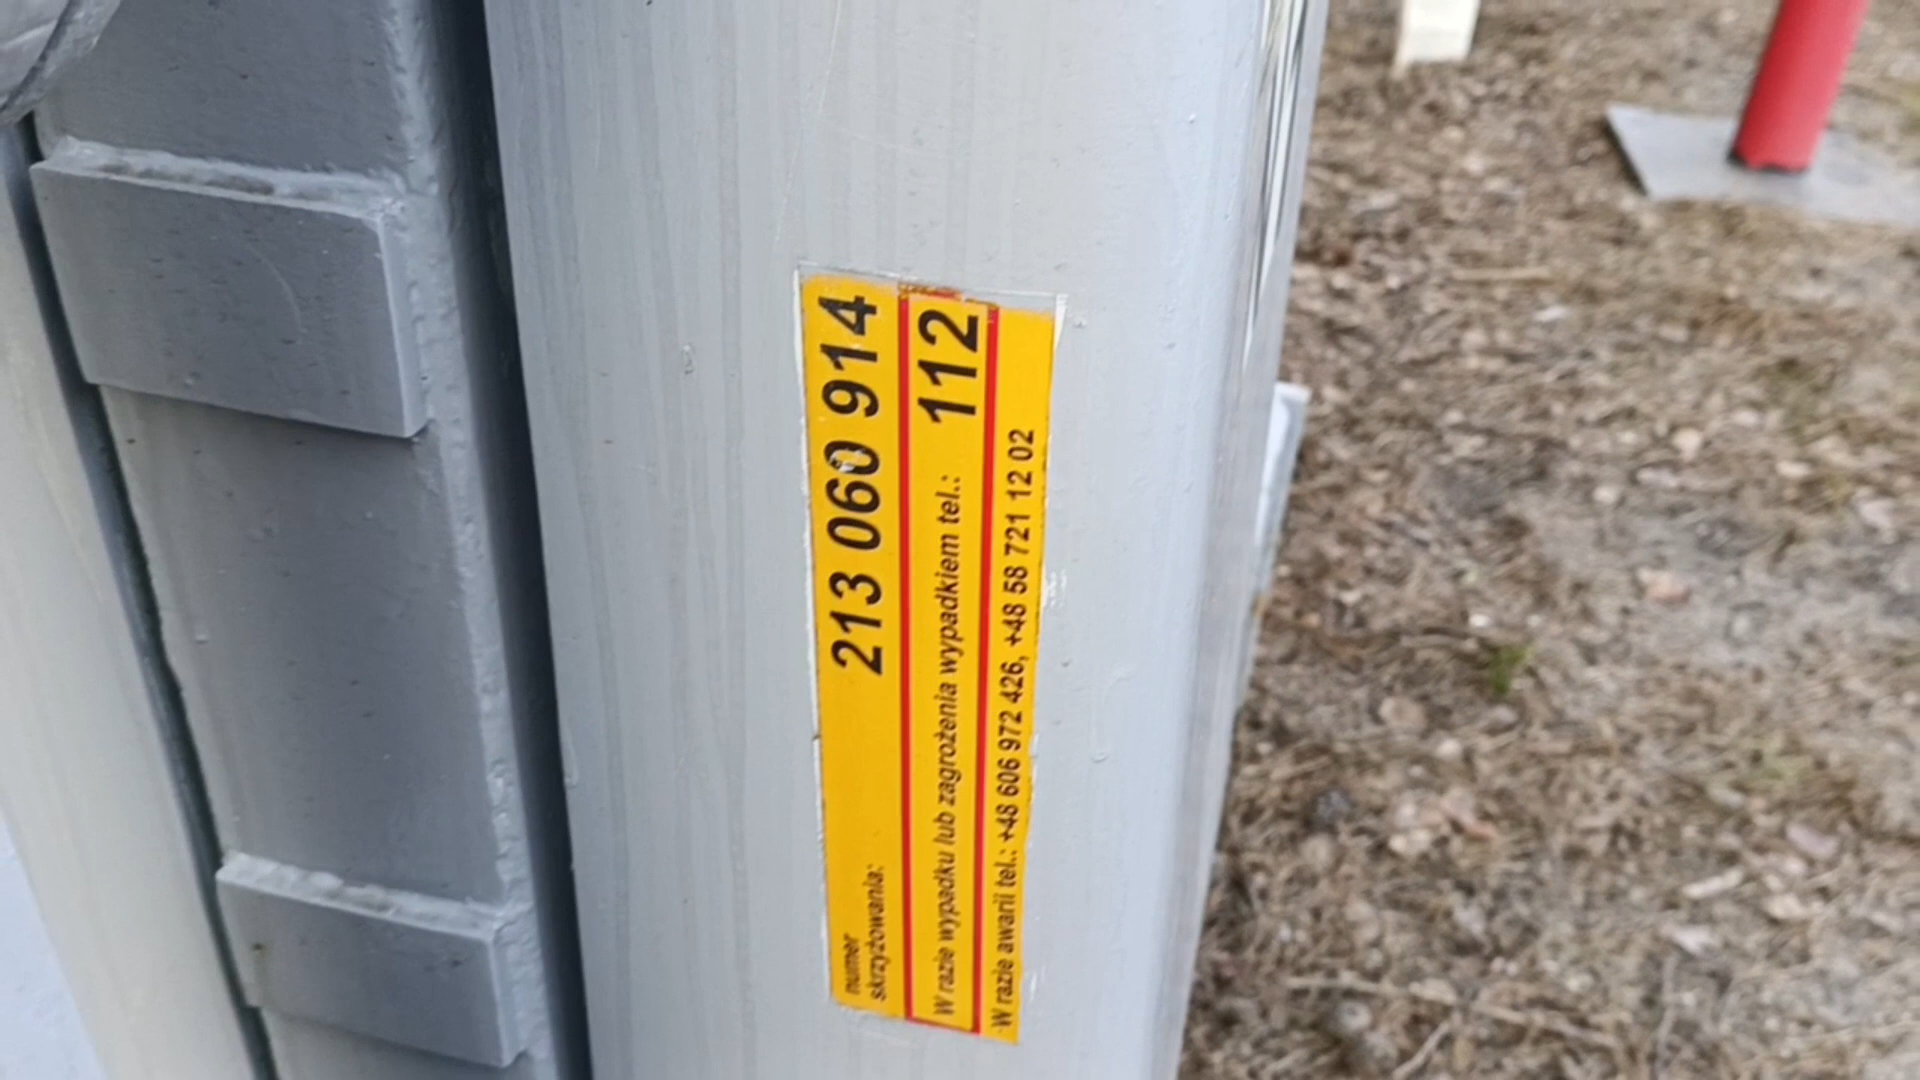 numer
skrzyżowania: 213 060 914
W razie wypadku lub zagrożenia wypadkiem tel.: 112
W razie awarii tel.: +48 606 972 426, +48 58 721 12 02